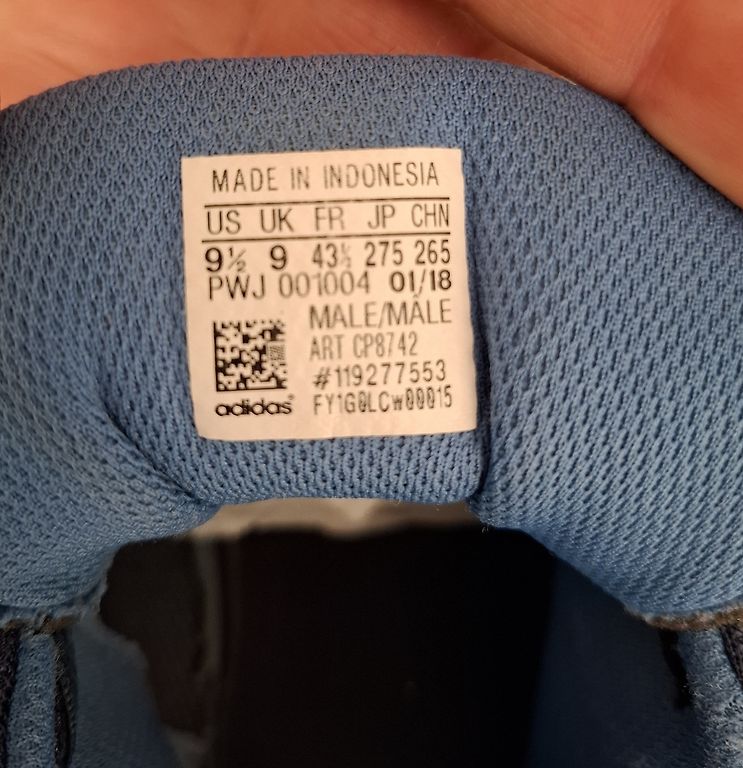 MADE IN INDONESIA
US UK FR JP CHN
9½ 9 43⅓ 275 265
PWJ 001004 01/18
MALE/MÂLE
ART CP8742
#119277553
adidas® FY1G0LCw00015